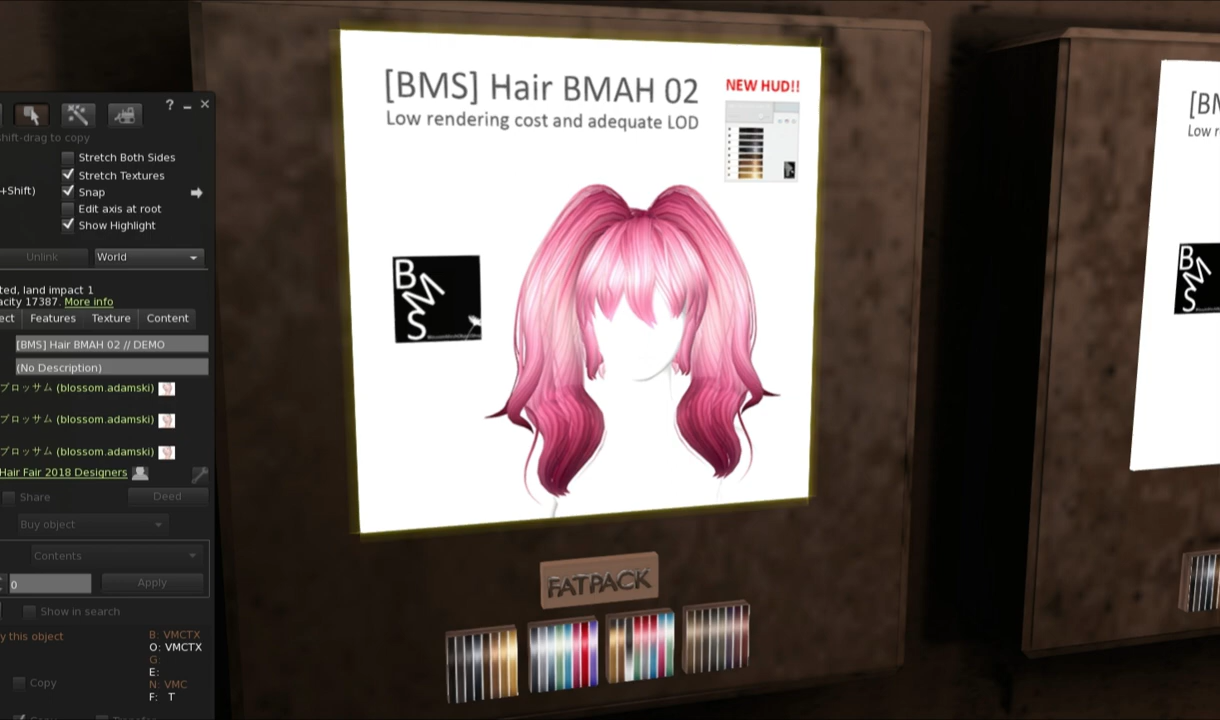 ? _ ×
hift-drag to copy
Stretch Both Sides
Stretch Textures
+Shift)
Snap
Edit axis at root
Show Highlight
Unlink
World
ted, land impact 1
acity 17387. More info
ect
Features
Texture
Content
[BMS] Hair BMAH 02 // DEMO
(No Description)
ブロッサム (blossom.adamski)
ブロッサム (blossom.adamski)
ブロッサム (blossom.adamski)
Hair Fair 2018 Designers
Share
Deed
Buy object
Contents
0
Apply
Show in search
y this object
B: VMCTX
O: VMCTX
G:
E:
N: VMC
F: T
Copy
[BMS] Hair BMAH 02
Low rendering cost and adequate LOD
NEW HUD!!
BMS
FATPACK
[BM
Low r
BMS